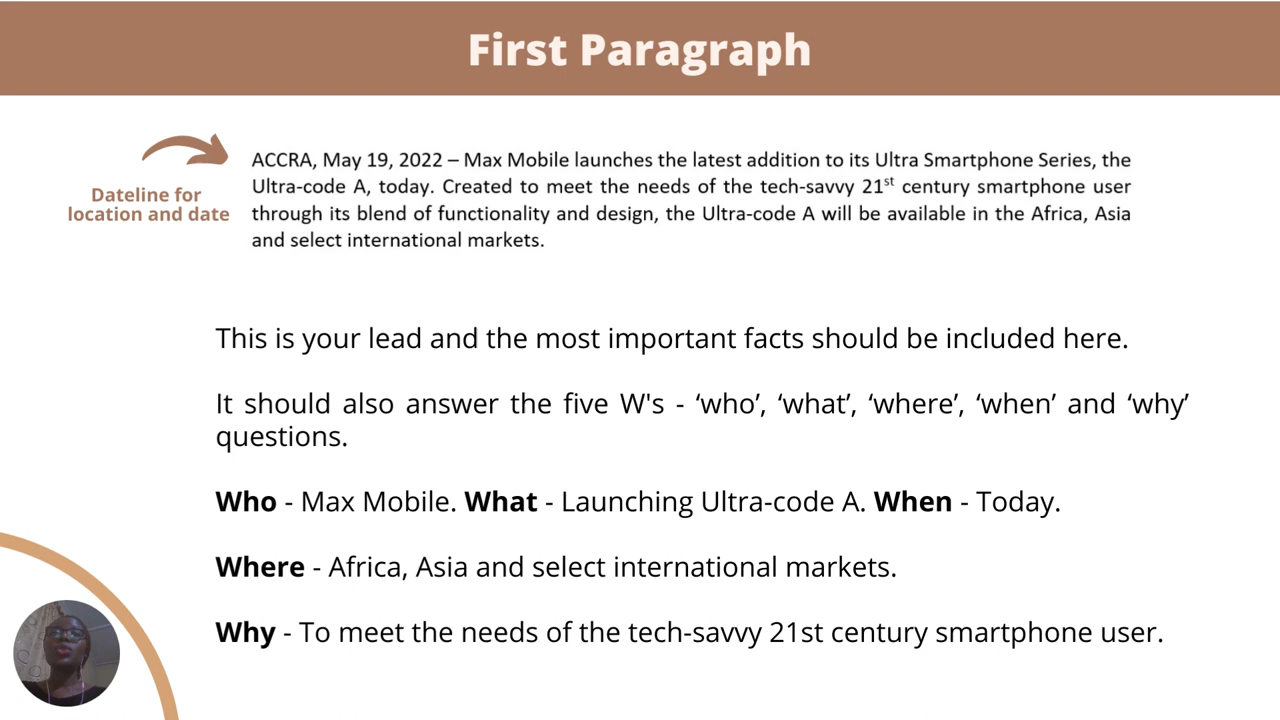 First Paragraph
Dateline for
location and date
ACCRA, May 19, 2022 – Max Mobile launches the latest addition to its Ultra Smartphone Series, the
Ultra-code A, today. Created to meet the needs of the tech-savvy 21st century smartphone user
through its blend of functionality and design, the Ultra-code A will be available in the Africa, Asia
and select international markets.
This is your lead and the most important facts should be included here.
It should also answer the five W's - ‘who’, ‘what’, ‘where’, ‘when’ and ‘why’
questions.
Who - Max Mobile. What - Launching Ultra-code A. When - Today.
Where - Africa, Asia and select international markets.
Why - To meet the needs of the tech-savvy 21st century smartphone user.